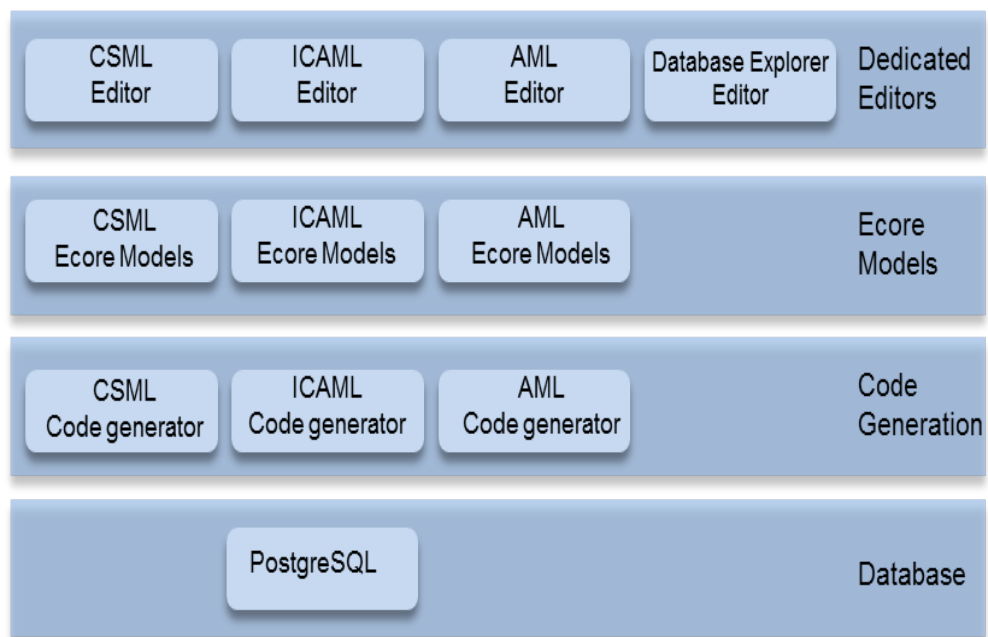 CSML
Editor
ICAML
Editor
AML
Editor
Database Explorer
Editor
Dedicated
Editors
CSML
Ecore Models
ICAML
Ecore Models
AML
Ecore Models
Ecore
Models
CSML
Code generator
ICAML
Code generator
AML
Code generator
Code
Generation
PostgreSQL
Database